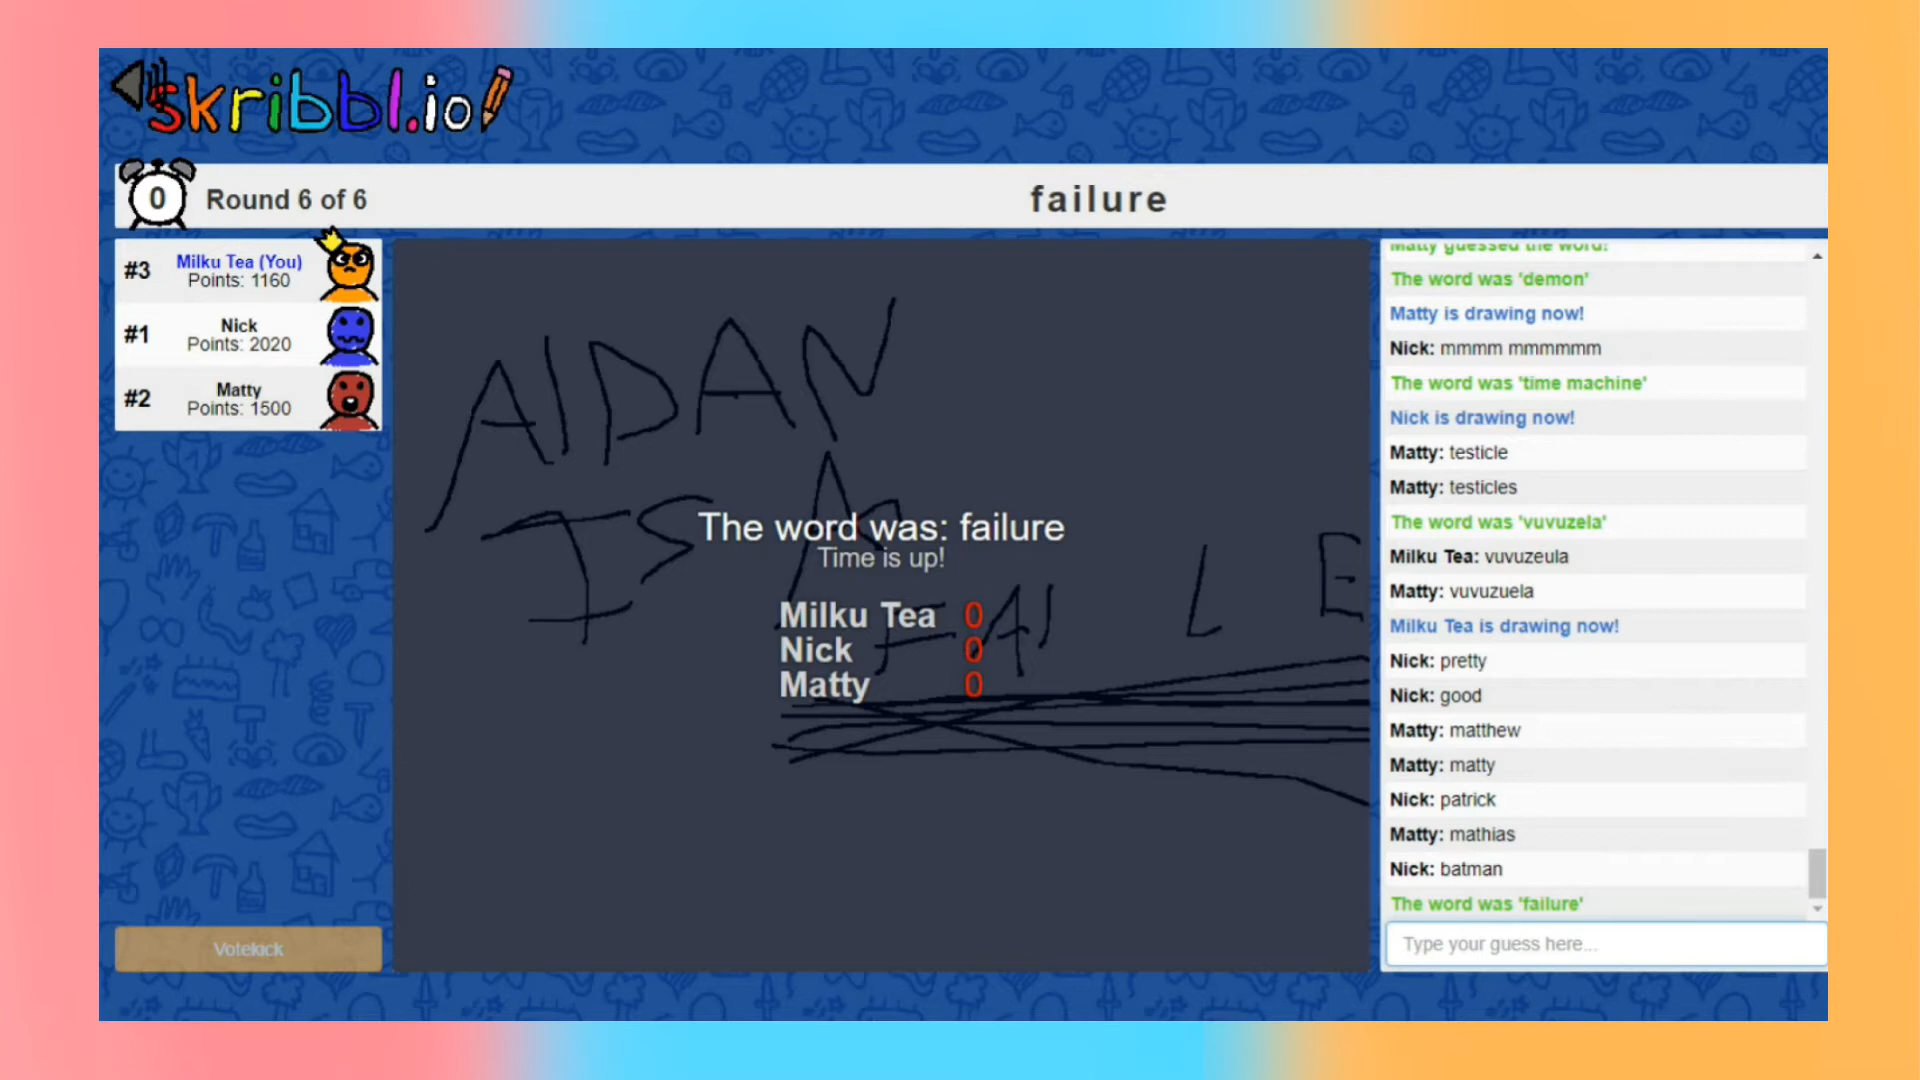 skribbl.io
0
Round 6 of 6
failure
#3
Milku Tea (You)
Points: 1160
#1
Nick
Points: 2020
#2
Matty
Points: 1500
Votekick
AIDAN
IS A
FAI L E
The word was: failure
Time is up!
Milku Tea 0
Nick 0
Matty 0
Matty guessed the word!
The word was 'demon'
Matty is drawing now!
Nick: mmmm mmmmmm
The word was 'time machine'
Nick is drawing now!
Matty: testicle
Matty: testicles
The word was 'vuvuzela'
Milku Tea: vuvuzeula
Matty: vuvuzuela
Milku Tea is drawing now!
Nick: pretty
Nick: good
Matty: matthew
Matty: matty
Nick: patrick
Matty: mathias
Nick: batman
The word was 'failure'
Type your guess here...